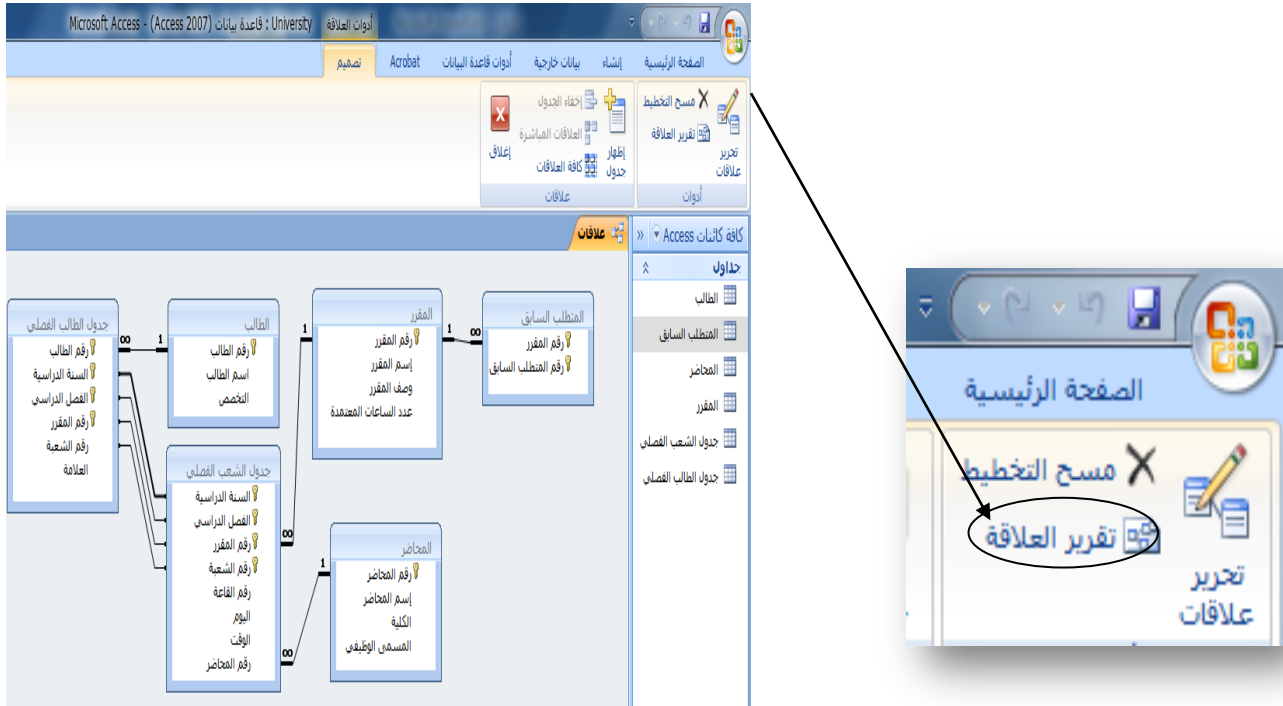 University : قاعدة بيانات (Access 2007) - Microsoft Access
أدوات العلاقة
الصفحة الرئيسية
إنشاء
بيانات خارجية
أدوات قاعدة البيانات
Acrobat
تصميم
تحرير
علاقات
مسح التخطيط
تقرير العلاقة
أدوات
إظهار
جدول
إخفاء الجدول
العلاقات المباشرة
كافة العلاقات
إغلاق
علاقات
كافة كائنات Access
جداول
الطالب
المتطلب السابق
المحاضر
المقرر
جدول الشعب الفصلي
جدول الطالب الفصلي
علاقات
المتطلب السابق
رقم المقرر
رقم المتطلب السابق
∞
1
المقرر
رقم المقرر
إسم المقرر
وصف المقرر
عدد الساعات المعتمدة
1
∞
الطالب
رقم الطالب
اسم الطالب
التخصص
1
∞
جدول الطالب الفصلي
رقم الطالب
السنة الدراسية
الفصل الدراسي
رقم المقرر
رقم الشعبة
العلامة
جدول الشعب الفصلي
السنة الدراسية
الفصل الدراسي
رقم المقرر
رقم الشعبة
رقم القاعة
اليوم
الوقت
رقم المحاضر
∞
1
المحاضر
رقم المحاضر
إسم المحاضر
الكلية
المسمى الوظيفي
الصفحة الرئيسية
مسح التخطيط
تقرير العلاقة
تحرير
علاقات